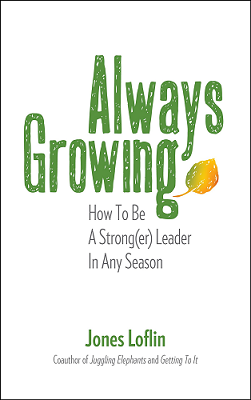 Always
Growing
How To Be
A Strong(er) Leader
In Any Season
Jones Loflin
Coauthor of Juggling Elephants and Getting To It